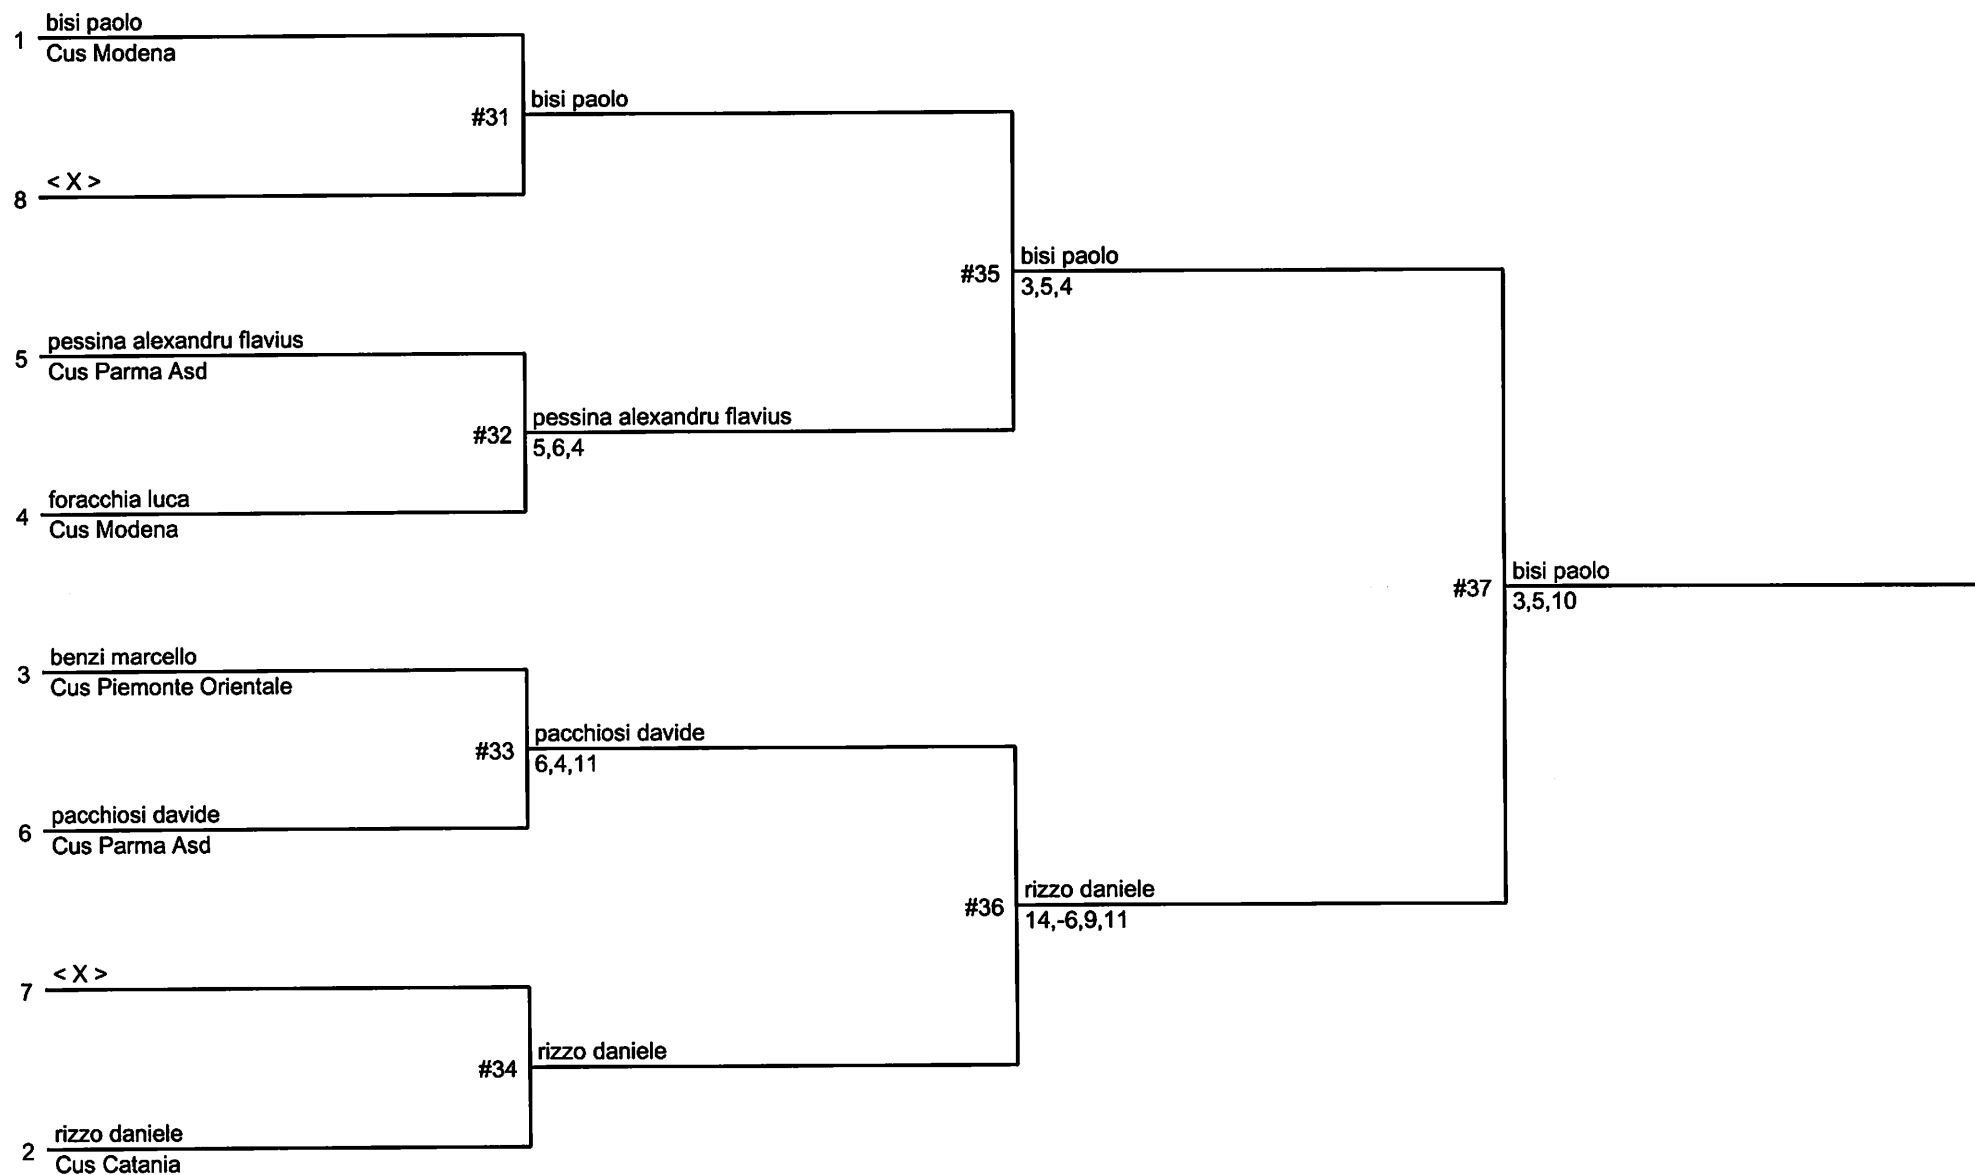 bisi paolo
1
Cus Modena
#31
bisi paolo
< X >
8
#35
bisi paolo
3,5,4
pessina alexandru flavius
5
Cus Parma Asd
#32
pessina alexandru flavius
5,6,4
foracchia luca
4
Cus Modena
#37
bisi paolo
3,5,10
benzi marcello
3
Cus Piemonte Orientale
#33
pacchiosi davide
6,4,11
pacchiosi davide
6
Cus Parma Asd
#36
rizzo daniele
14,-6,9,11
< X >
7
#34
rizzo daniele
rizzo daniele
2
Cus Catania